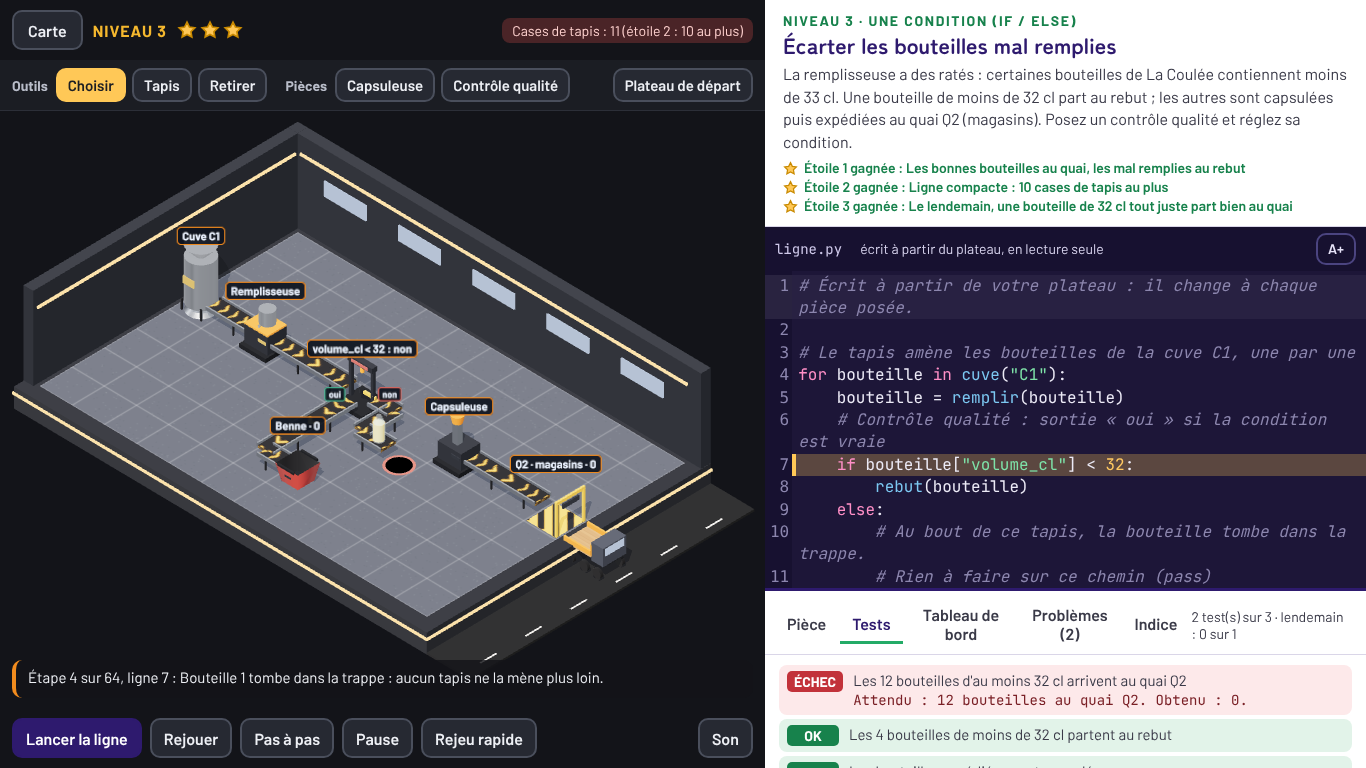 Carte
NIVEAU 3
Cases de tapis : 11 (étoile 2 : 10 au plus)
Outils
Choisir
Tapis
Retirer
Pièces
Capsuleuse
Contrôle qualité
Plateau de départ
Cuve C1
Remplisseuse
volume_cl < 32 : non
oui
non
Capsuleuse
Benne · 0
Q2 · magasins · 0
Étape 4 sur 64, ligne 7 : Bouteille 1 tombe dans la trappe : aucun tapis ne la mène plus loin.
Lancer la ligne
Rejouer
Pas à pas
Pause
Rejeu rapide
Son
NIVEAU 3 · UNE CONDITION (IF / ELSE)
Écarter les bouteilles mal remplies
La remplisseuse a des ratés : certaines bouteilles de La Coulée contiennent moins
de 33 cl. Une bouteille de moins de 32 cl part au rebut ; les autres sont capsulées
puis expédiées au quai Q2 (magasins). Posez un contrôle qualité et réglez sa
condition.
Étoile 1 gagnée : Les bonnes bouteilles au quai, les mal remplies au rebut
Étoile 2 gagnée : Ligne compacte : 10 cases de tapis au plus
Étoile 3 gagnée : Le lendemain, une bouteille de 32 cl tout juste part bien au quai
ligne.py
écrit à partir du plateau, en lecture seule
A+
1 # Écrit à partir de votre plateau : il change à chaque
pièce posée.
2
3 # Le tapis amène les bouteilles de la cuve C1, une par une
4 for bouteille in cuve("C1"):
5 bouteille = remplir(bouteille)
6 # Contrôle qualité : sortie « oui » si la condition
est vraie
7 if bouteille["volume_cl"] < 32:
8 rebut(bouteille)
9 else:
10 # Au bout de ce tapis, la bouteille tombe dans la
trappe.
11 # Rien à faire sur ce chemin (pass)
Pièce
Tests
Tableau de
bord
Problèmes
(2)
Indice
2 test(s) sur 3 · lendemain
: 0 sur 1
ÉCHEC
Les 12 bouteilles d'au moins 32 cl arrivent au quai Q2
Attendu : 12 bouteilles au quai Q2. Obtenu : 0.
OK
Les 4 bouteilles de moins de 32 cl partent au rebut